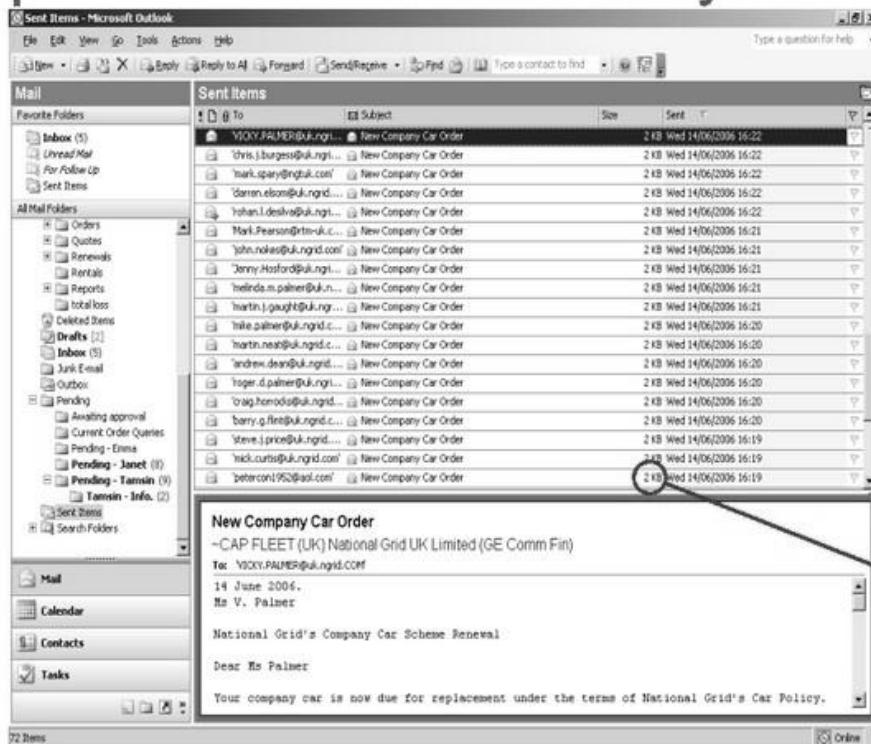 Sent Items - Microsoft Outlook
File Edit View Go Tools Actions Help
Type a question for help
New Reply Reply to All Forward Send/Receive Find Type a contact to find
Mail
Sent Items
Favorite Folders
! To Subject Size Sent
Inbox (5)
Unread Mail
For Follow Up
Sent Items
All Mail Folders
Orders
Quotes
Renewals
Rentals
Reports
total loss
Deleted Items
Drafts [2]
Inbox (5)
Junk E-mail
Outbox
Pending
Awaiting approval
Current Order Queries
Pending - Emma
Pending - Janet (8)
Pending - Tamsin (9)
Tamsin - Info. (2)
Sent Items
Search Folders
Mail
Calendar
Contacts
Tasks
'VICKY.PALMER@uk.ngri... New Company Car Order 2 KB Wed 14/06/2006 16:22
'chris.j.burgess@uk.ngri... New Company Car Order 2 KB Wed 14/06/2006 16:22
'mark.spary@ngtuk.com' New Company Car Order 2 KB Wed 14/06/2006 16:22
'darren.elsom@uk.ngrid.... New Company Car Order 2 KB Wed 14/06/2006 16:22
'rohan.l.desilva@uk.ngri... New Company Car Order 2 KB Wed 14/06/2006 16:22
'Mark.Pearson@rtm-uk.c... New Company Car Order 2 KB Wed 14/06/2006 16:21
'john.nokes@uk.ngrid.com' New Company Car Order 2 KB Wed 14/06/2006 16:21
'Jenny.Hosford@uk.ngri... New Company Car Order 2 KB Wed 14/06/2006 16:21
'melinda.m.palmer@uk.n... New Company Car Order 2 KB Wed 14/06/2006 16:21
'martin.j.gaught@uk.ngr... New Company Car Order 2 KB Wed 14/06/2006 16:21
'mike.palmer@uk.ngrid.c... New Company Car Order 2 KB Wed 14/06/2006 16:20
'martin.neat@uk.ngrid.c... New Company Car Order 2 KB Wed 14/06/2006 16:20
'andrew.dean@uk.ngrid.... New Company Car Order 2 KB Wed 14/06/2006 16:20
'roger.d.palmer@uk.ngri... New Company Car Order 2 KB Wed 14/06/2006 16:20
'craig.horrocks@uk.ngrid... New Company Car Order 2 KB Wed 14/06/2006 16:20
'barry.g.flint@uk.ngrid.c... New Company Car Order 2 KB Wed 14/06/2006 16:20
'steve.j.price@uk.ngrid.... New Company Car Order 2 KB Wed 14/06/2006 16:19
'mick.curtis@uk.ngrid.com' New Company Car Order 2 KB Wed 14/06/2006 16:19
'petercon1952@aol.com' New Company Car Order 2 KB Wed 14/06/2006 16:19
New Company Car Order
~CAP FLEET (UK) National Grid UK Limited (GE Comm Fin)
To: 'VICKY.PALMER@uk.ngrid.COM'
14 June 2006.
Ms V. Palmer
National Grid's Company Car Scheme Renewal
Dear Ms Palmer
Your company car is now due for replacement under the terms of National Grid's Car Policy.
72 Items
Online